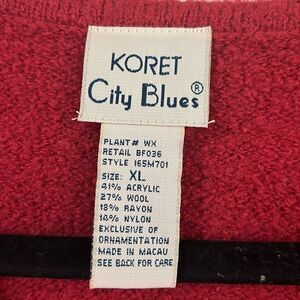 KORET
City Blues®
PLANT# WX
RETAIL BF036
STYLE 165M701
SIZE: XL
41% ACRYLIC
27% WOOL
18% RAYON
14% NYLON
EXCLUSIVE OF
ORNAMENTATION
MADE IN MACAU
SEE BACK FOR CARE